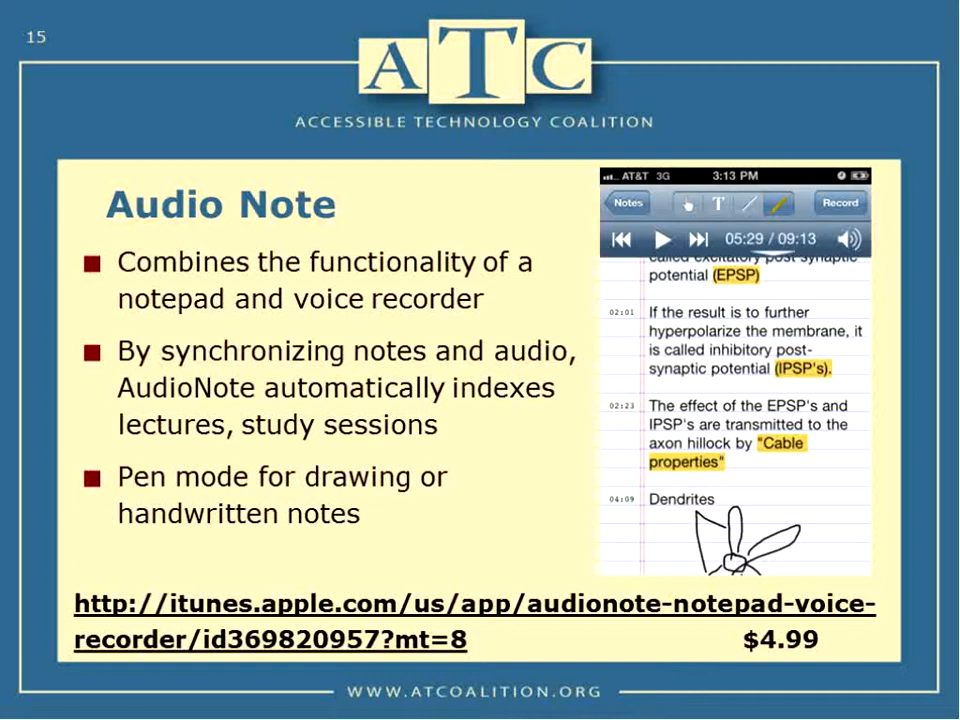 15
ATC
ACCESSIBLE TECHNOLOGY COALITION
Audio Note
■ Combines the functionality of a
notepad and voice recorder
■ By synchronizing notes and audio,
AudioNote automatically indexes
lectures, study sessions
■ Pen mode for drawing or
handwritten notes
AT&T 3G 3:13 PM
Notes T Record
05:29 / 09:13
called excitatory post synaptic
potential (EPSP)
02:01 If the result is to further
hyperpolarize the membrane, it
is called inhibitory post-
synaptic potential (IPSP's).
02:23 The effect of the EPSP's and
IPSP's are transmitted to the
axon hillock by "Cable
properties"
04:09 Dendrites
http://itunes.apple.com/us/app/audionote-notepad-voice-
recorder/id369820957?mt=8 $4.99
WWW.ATCOALITION.ORG